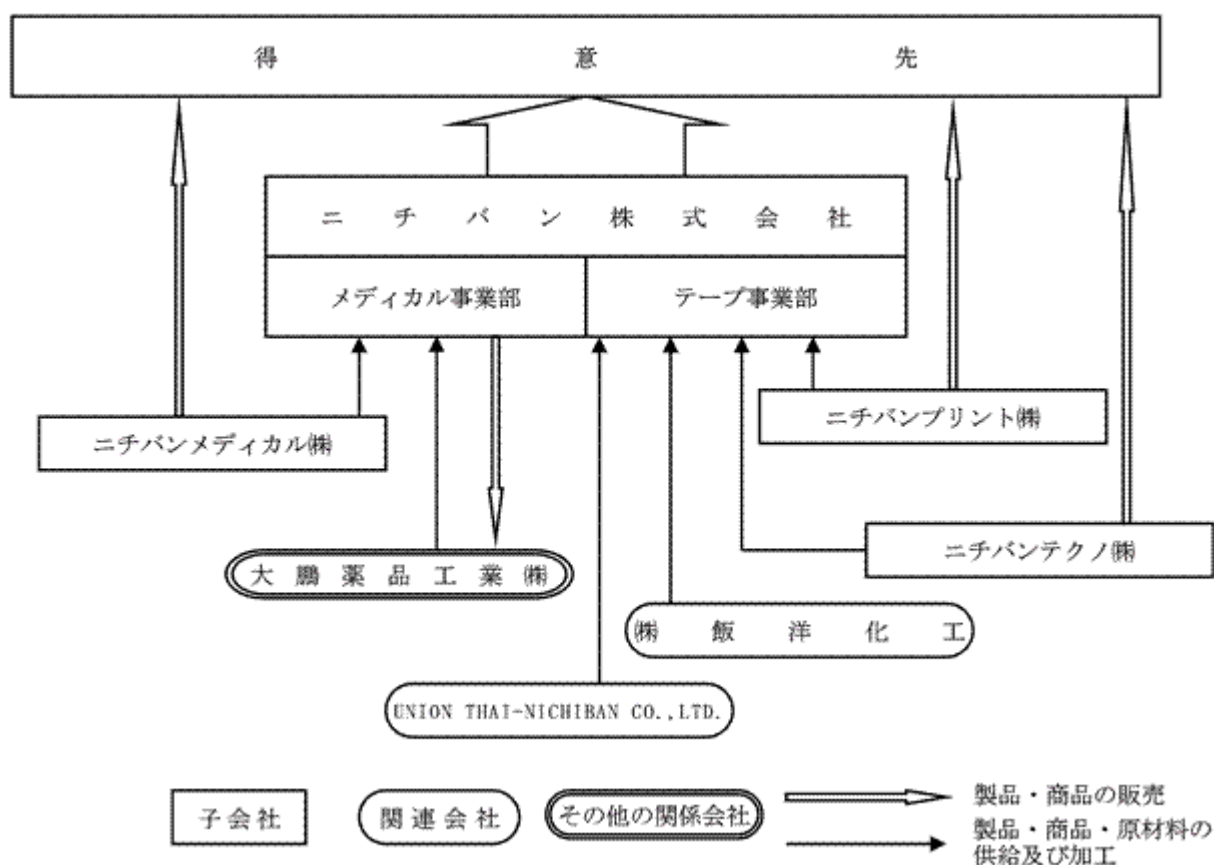 得意先
ニチバン株式会社
メディカル事業部
テープ事業部
ニチバンメディカル㈱
ニチバンプリント㈱
大鵬薬品工業㈱
ニチバンテクノ㈱
㈱飯洋化工
UNION THAI-NICHIBAN CO.,LTD.
子会社
関連会社
その他の関係会社
製品・商品の販売
製品・商品・原材料の
供給及び加工